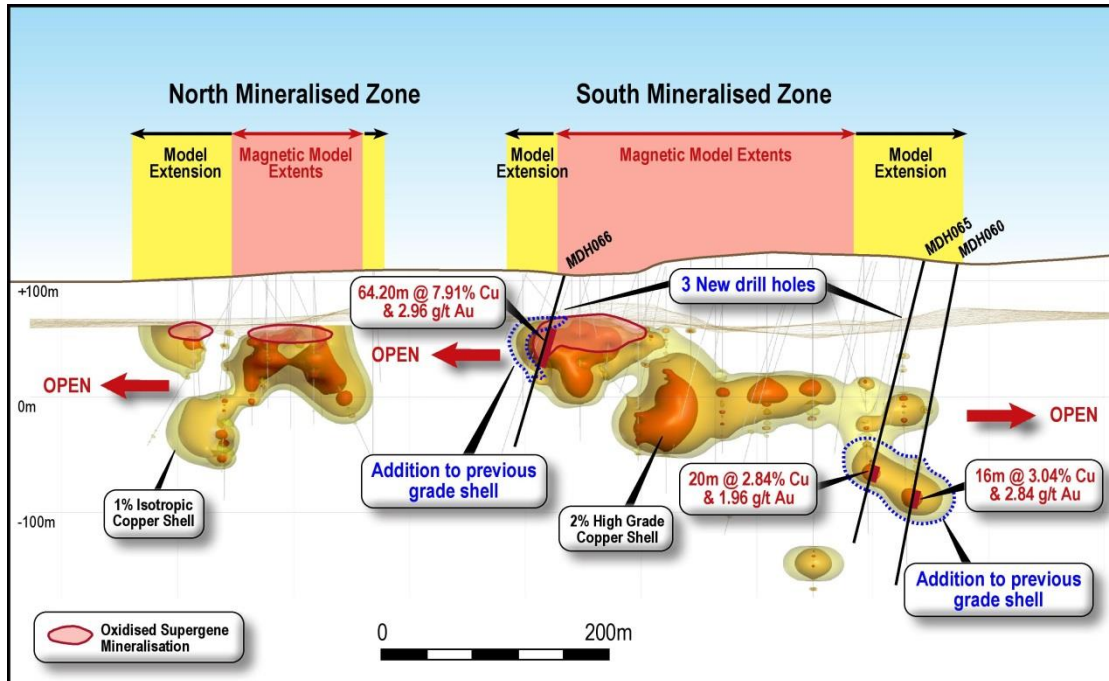 North Mineralised Zone
South Mineralised Zone
Model
Extension
Magnetic Model
Extents
Model
Extension
Magnetic Model Extents
Model
Extension
MDH066
MDH065
MDH060
+100m
64.20m @ 7.91% Cu
& 2.96 g/t Au
3 New drill holes
OPEN
OPEN
0m
OPEN
Addition to previous
grade shell
20m @ 2.84% Cu
& 1.96 g/t Au
16m @ 3.04% Cu
& 2.84 g/t Au
1% Isotropic
Copper Shell
2% High Grade
Copper Shell
-100m
Addition to previous
grade shell
Oxidised Supergene
Mineralisation
0
200m